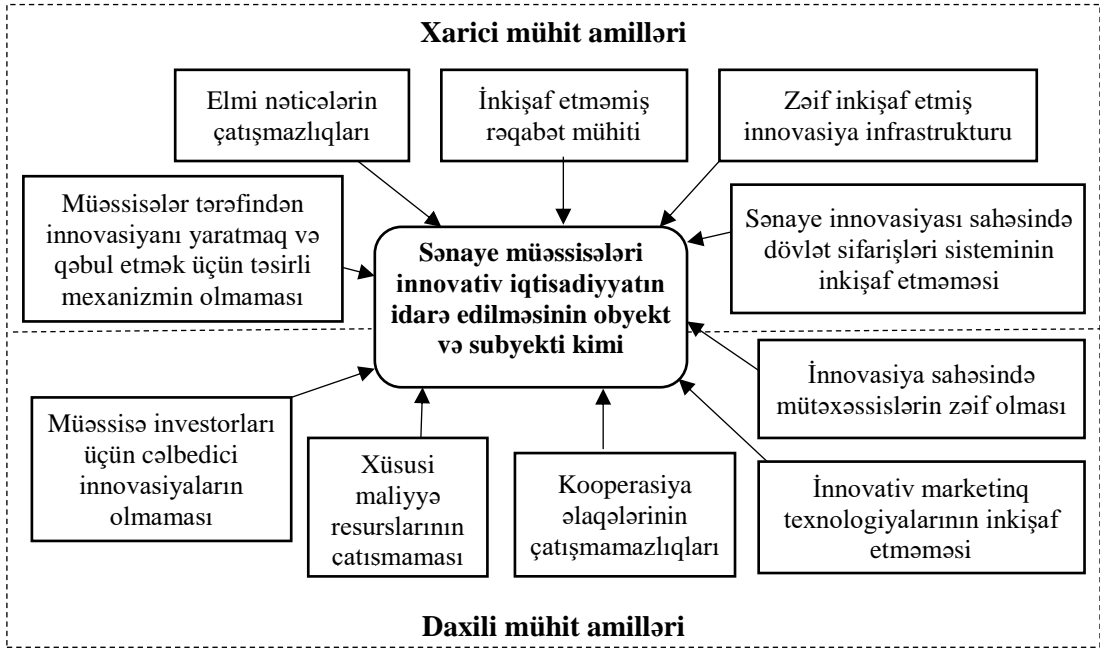 Xarici mühit amilləri
Elmi nəticələrin
çatışmazlıqları
İnkişaf etməmiş
rəqabət mühiti
Zəif inkişaf etmiş
innovasiya infrastrukturu
Müəssisələr tərəfindən
innovasiyanı yaratmaq və
qəbul etmək üçün təsirli
mexanizmin olmaması
Sənaye müəssisələri
innovativ iqtisadiyyatın
idarə edilməsinin obyekt
və subyekti kimi
Sənaye innovasiyası sahəsində
dövlət sifarişləri sisteminin
inkişaf etməməsi
Müəssisə investorları
üçün cəlbedici
innovasiyaların
olmaması
Xüsusi
maliyyə
resurslarının
catısmaması
Kooperasiya
əlaqələrinin
çatışmamazlıqları
İnnovasiya sahəsində
mütəxəssislərin zəif olması
İnnovativ marketinq
texnologiyalarının inkişaf
etməməsi
Daxili mühit amilləri